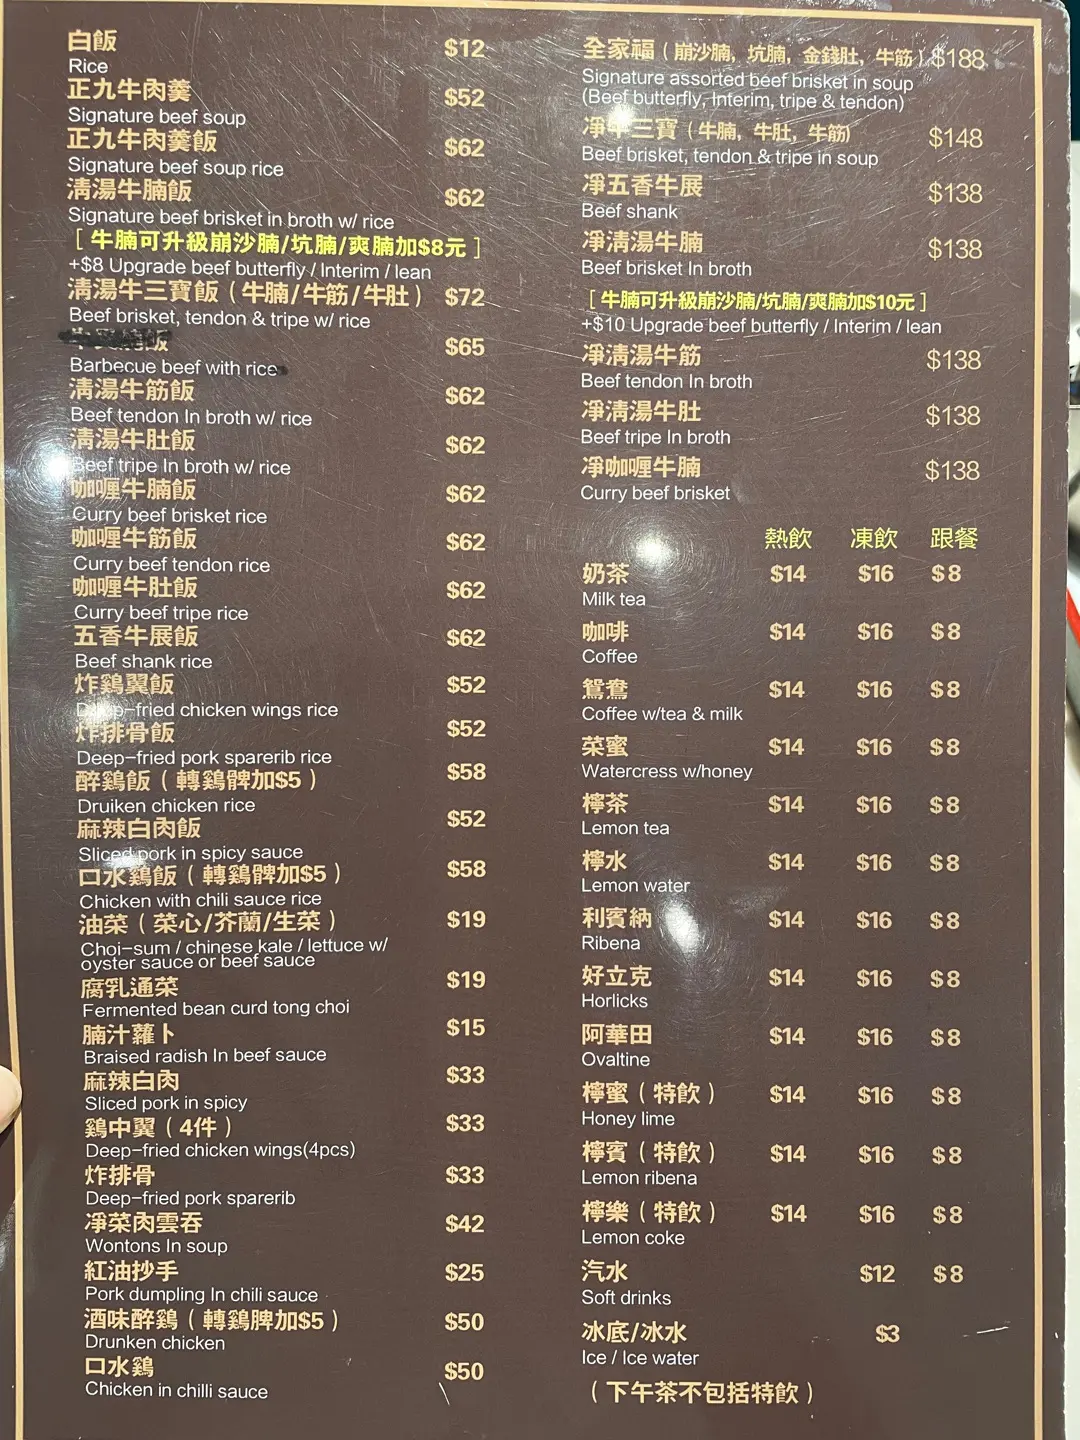 白飯 $12
Rice
正九牛肉羹 $52
Signature beef soup
正九牛肉羹飯 $62
Signature beef soup rice
清湯牛腩飯 $62
Signature beef brisket in broth w/ rice
[ 牛腩可升級崩沙腩/坑腩/爽腩加$8元 ]
+$8 Upgrade beef butterfly / Interim / lean
清湯牛三寶飯 ( 牛腩/牛筋/牛肚 ) $72
Beef brisket, tendon & tripe w/ rice
飯 $65
Barbecue beef with rice
清湯牛筋飯 $62
Beef tendon In broth w/ rice
清湯牛肚飯 $62
Beef tripe In broth w/ rice
咖喱牛腩飯 $62
Curry beef brisket rice
咖喱牛筋飯 $62
Curry beef tendon rice
咖喱牛肚飯 $62
Curry beef tripe rice
五香牛展飯 $62
Beef shank rice
炸鷄翼飯 $52
Deep-fried chicken wings rice
炸排骨飯 $52
Deep-fried pork sparerib rice
醉鷄飯 ( 轉鷄髀加$5 ) $58
Druiken chicken rice
麻辣白肉飯 $52
Sliced pork in spicy sauce
口水鷄飯 ( 轉鷄髀加$5 ) $58
Chicken with chili sauce rice
油菜 ( 菜心/芥蘭/生菜 ) $19
Choi-sum / chinese kale / lettuce w/
oyster sauce or beef sauce
腐乳通菜 $19
Fermented bean curd tong choi
腩汁蘿卜 $15
Braised radish In beef sauce
麻辣白肉 $33
Sliced pork in spicy
鷄中翼 ( 4件 ) $33
Deep-fried chicken wings(4pcs)
炸排骨 $33
Deep-fried pork sparerib
凈菜肉雲吞 $42
Wontons In soup
紅油抄手 $25
Pork dumpling In chili sauce
酒味醉鷄 ( 轉鷄脾加$5 ) $50
Drunken chicken
口水鷄 $50
Chicken in chilli sauce
全家福 ( 崩沙腩, 坑腩, 金錢肚, 牛筋 ) $188
Signature assorted beef brisket in soup
(Beef butterfly, Interim, tripe & tendon)
凈牛三寶 ( 牛腩, 牛肚, 牛筋) $148
Beef brisket, tendon & tripe in soup
凈五香牛展 $138
Beef shank
凈清湯牛腩 $138
Beef brisket In broth
[ 牛腩可升級崩沙腩/坑腩/爽腩加$10元 ]
+$10 Upgrade beef butterfly / Interim / lean
凈清湯牛筋 $138
Beef tendon In broth
凈清湯牛肚 $138
Beef tripe In broth
凈咖喱牛腩 $138
Curry beef brisket
熱飲 凍飲 跟餐
奶茶 $14 $16 $8
Milk tea
咖啡 $14 $16 $8
Coffee
鴛鴦 $14 $16 $8
Coffee w/tea & milk
菜蜜 $14 $16 $8
Watercress w/honey
檸茶 $14 $16 $8
Lemon tea
檸水 $14 $16 $8
Lemon water
利賓納 $14 $16 $8
Ribena
好立克 $14 $16 $8
Horlicks
阿華田 $14 $16 $8
Ovaltine
檸蜜 ( 特飲 ) $14 $16 $8
Honey lime
檸賓 ( 特飲 ) $14 $16 $8
Lemon ribena
檸樂 ( 特飲 ) $14 $16 $8
Lemon coke
汽水 $12 $8
Soft drinks
冰底/冰水 $3
Ice / Ice water
( 下午茶不包括特飲 )